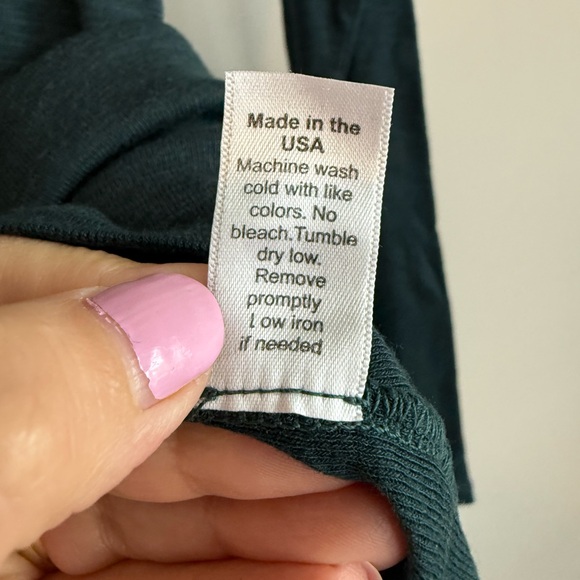 Made in the
USA
Machine wash
cold with like
colors. No
bleach.Tumble
dry low.
Remove
promptly
Low iron
if needed